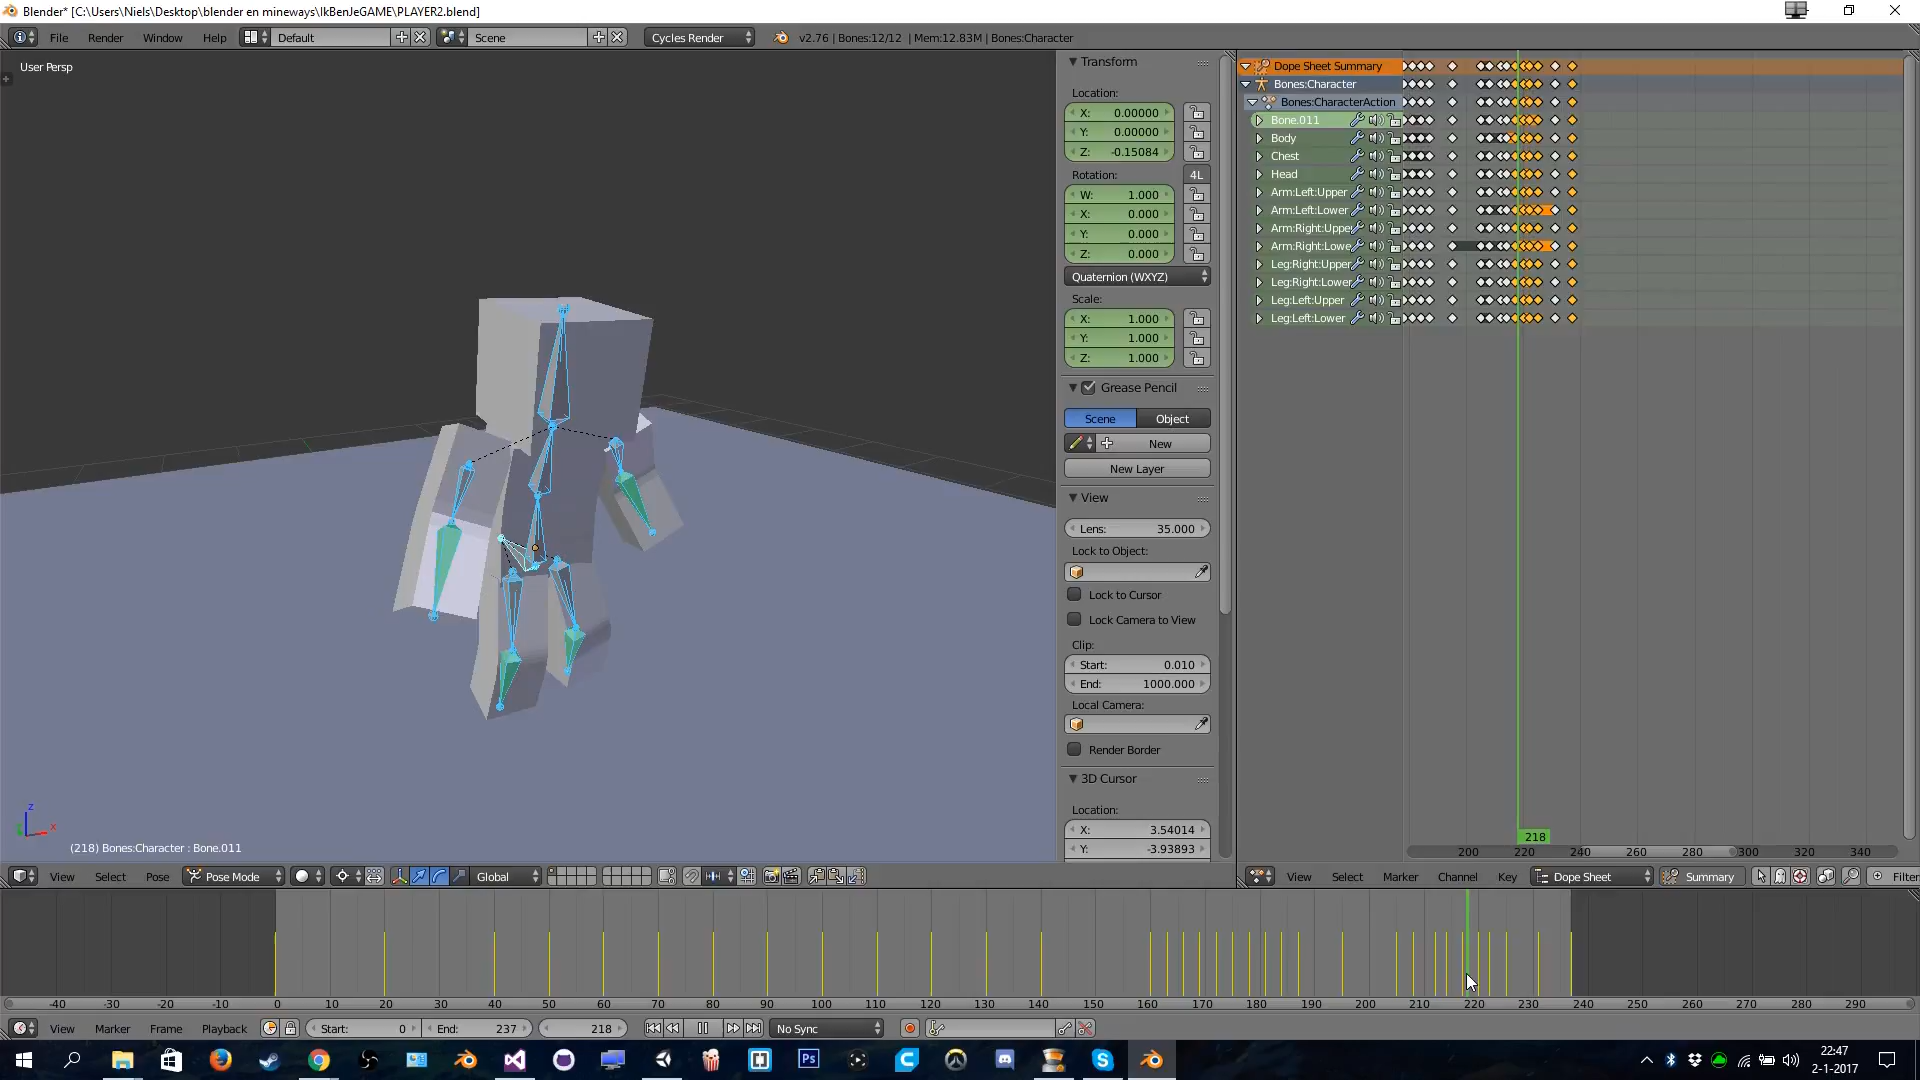 Blender* [C:\Users\Niels\Desktop\blender en mineways\IkBenJeGAME\PLAYER2.blend]
File Render Window Help Default Scene Cycles Render v2.76 | Bones:12/12 | Mem:12.83M | Bones:Character
User Persp
Transform
Location:
X: 0.00000
Y: 0.00000
Z: -0.15084
Rotation: 4L
W: 1.000
X: 0.000
Y: 0.000
Z: 0.000
Quaternion (WXYZ)
Scale:
X: 1.000
Y: 1.000
Z: 1.000
Grease Pencil
Scene Object
New
New Layer
View
Lens: 35.000
Lock to Object:
Lock to Cursor
Lock Camera to View
Clip:
Start: 0.010
End: 1000.000
Local Camera:
Render Border
3D Cursor
Location:
X: 3.54014
Y: -3.93893
Dope Sheet Summary
Bones:Character
Bones:CharacterAction
Bone.011
Body
Chest
Head
Arm:Left:Upper
Arm:Left:Lower
Arm:Right:Uppe
Arm:Right:Lowe
Leg:Right:Upper
Leg:Right:Lower
Leg:Left:Upper
Leg:Left:Lower
218
200 220 240 260 280 300 320 340
z
x
(218) Bones:Character : Bone.011
View Select Pose Pose Mode Global
View Select Marker Channel Key Dope Sheet Summary Filter
-40 -30 -20 -10 0 10 20 30 40 50 60 70 80 90 100 110 120 130 140 150 160 170 180 190 200 210 220 230 240 250 260 270 280 290
View Marker Frame Playback Start: 0 End: 237 218 No Sync
Ps
22:47
2-1-2017